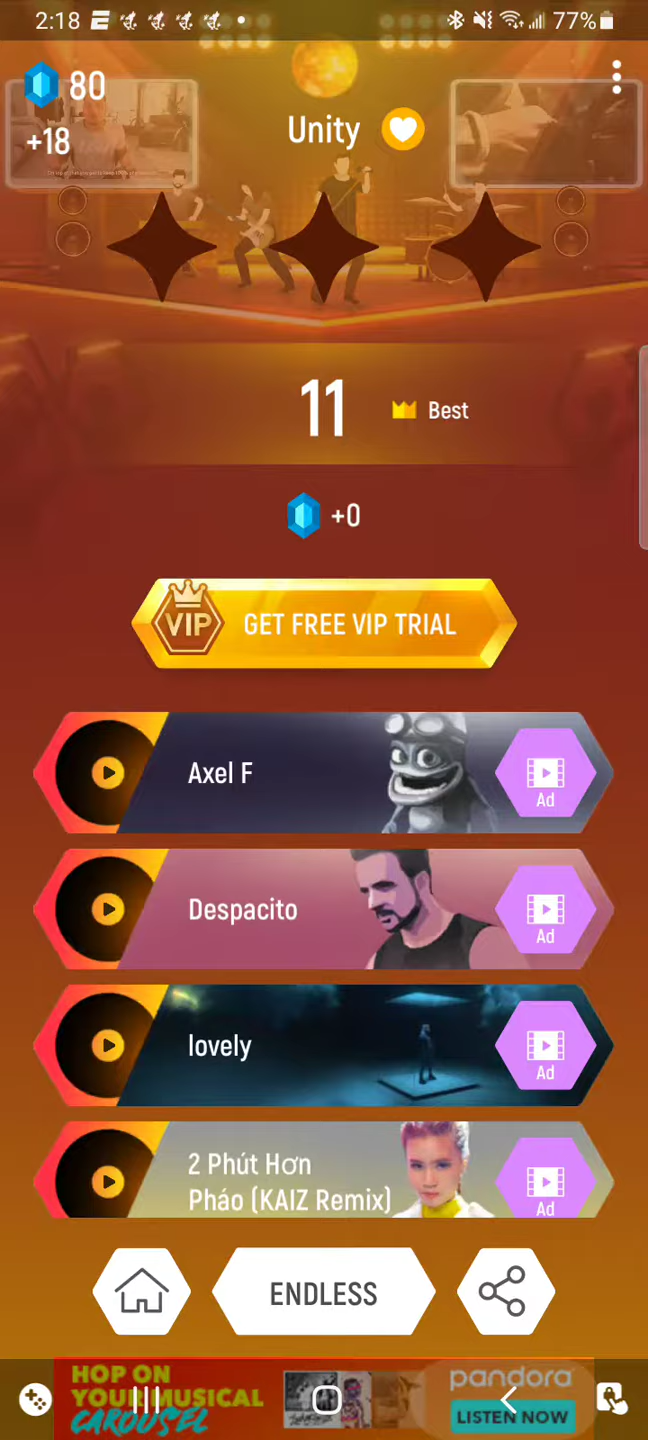 2:18
77%
80
+18
Unity
11
Best
+0
VIP
GET FREE VIP TRIAL
Axel F
Ad
Despacito
Ad
lovely
Ad
2 Phút Hơn
Pháo (KAIZ Remix)
Ad
ENDLESS
HOP ON
YOUR MUSICAL
CAROUSEL
pandora
LISTEN NOW